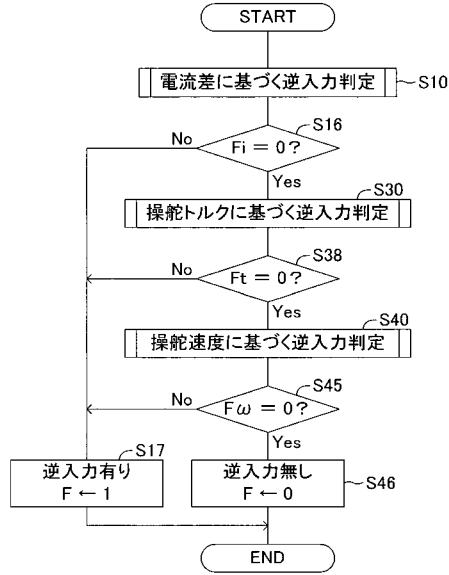 START
電流差に基づく逆入力判定
S10
S16
No
Fi = 0?
Yes
S30
操舵トルクに基づく逆入力判定
S38
No
Ft = 0?
Yes
S40
操舵速度に基づく逆入力判定
S45
No
Fω = 0?
Yes
S17
逆入力有り
F ← 1
逆入力無し
F ← 0
S46
END